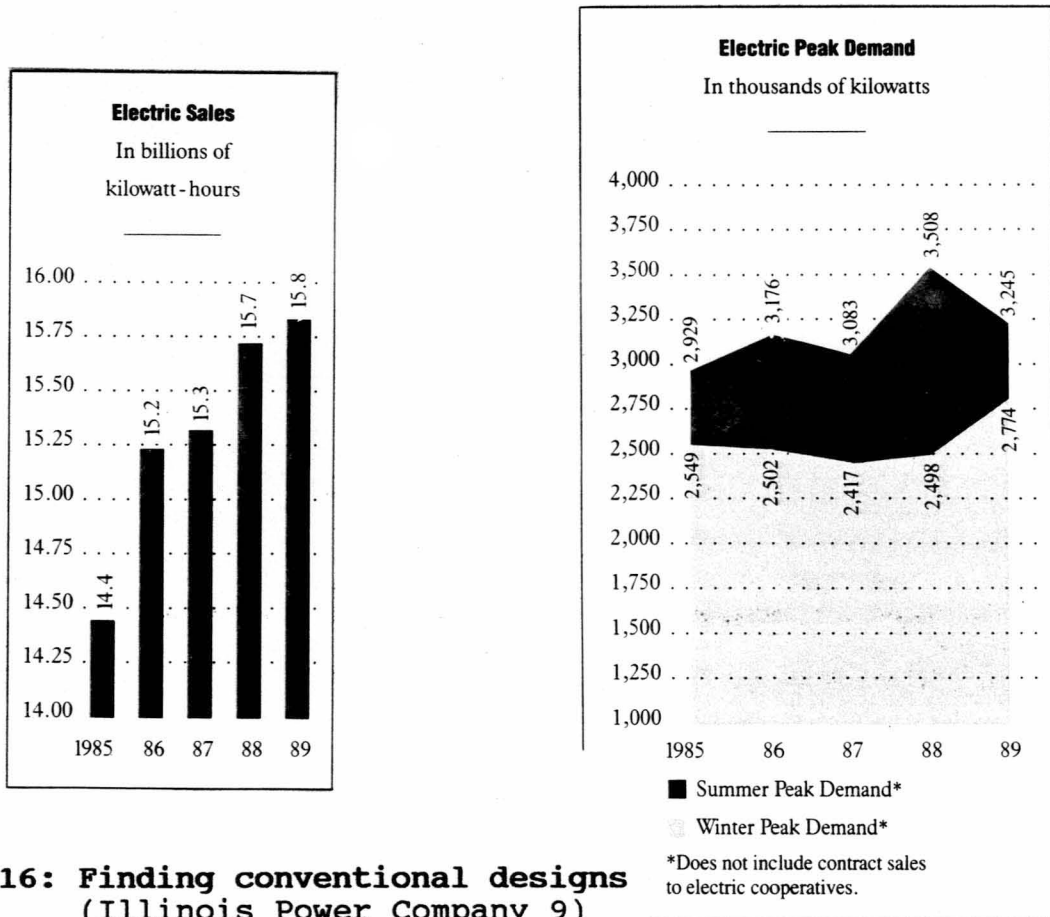 Electric Sales
In billions of
kilowatt-hours
16.00
15.75
15.50
15.25
15.00
14.75
14.50
14.25
14.00
14.4
15.2
15.3
15.7
15.8
1985 86 87 88 89
Electric Peak Demand
In thousands of kilowatts
4,000
3,750
3,500
3,250
3,000
2,750
2,500
2,250
2,000
1,750
1,500
1,250
1,000
2,929
3,176
3,083
3,508
3,245
2,549
2,502
2,417
2,498
2,774
1985 86 87 88 89
Summer Peak Demand*
Winter Peak Demand*
*Does not include contract sales
to electric cooperatives.
16: Finding conventional designs
(Illinois Power Company 9)